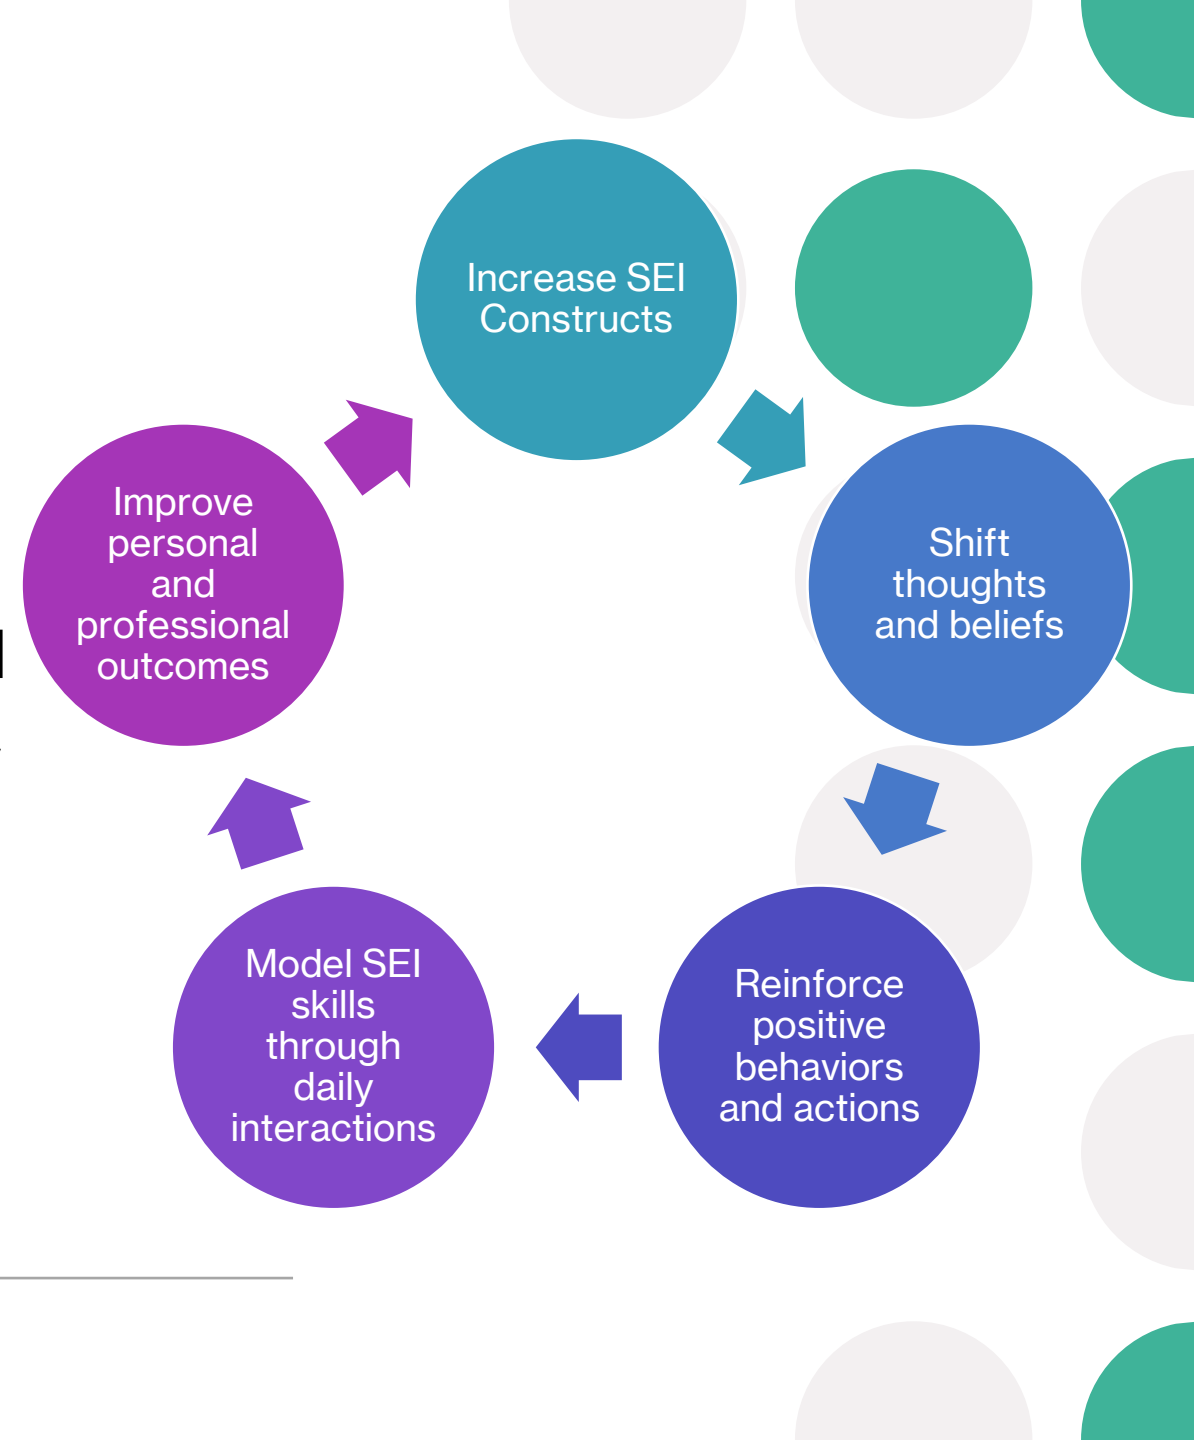 Increase SEI
Constructs
Shift
thoughts
and beliefs
Reinforce
positive
behaviors
and actions
Model SEI
skills
through
daily
interactions
Improve
personal
and
professional
outcomes